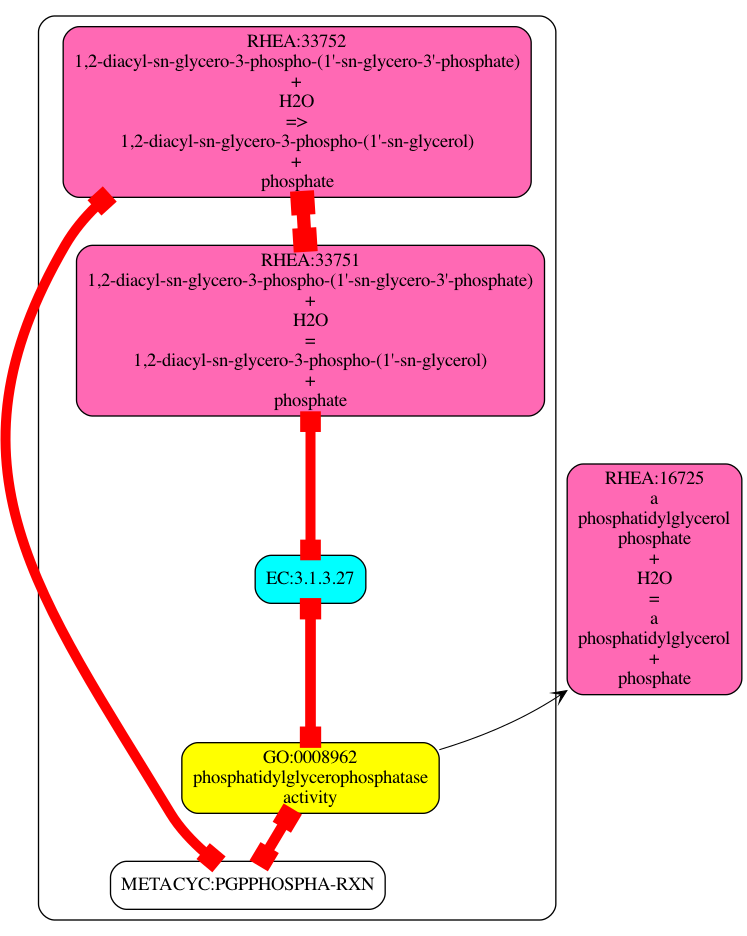 RHEA:33752
1,2-diacyl-sn-glycero-3-phospho-(1'-sn-glycero-3'-phosphate)
+
H2O
=>
1,2-diacyl-sn-glycero-3-phospho-(1'-sn-glycerol)
+
phosphate
RHEA:33751
1,2-diacyl-sn-glycero-3-phospho-(1'-sn-glycero-3'-phosphate)
+
H2O
=
1,2-diacyl-sn-glycero-3-phospho-(1'-sn-glycerol)
+
phosphate
RHEA:16725
a
phosphatidylglycerol
phosphate
+
H2O
=
a
phosphatidylglycerol
+
phosphate
EC:3.1.3.27
GO:0008962
phosphatidylglycerophosphatase
activity
METACYC:PGPPHOSPHA-RXN